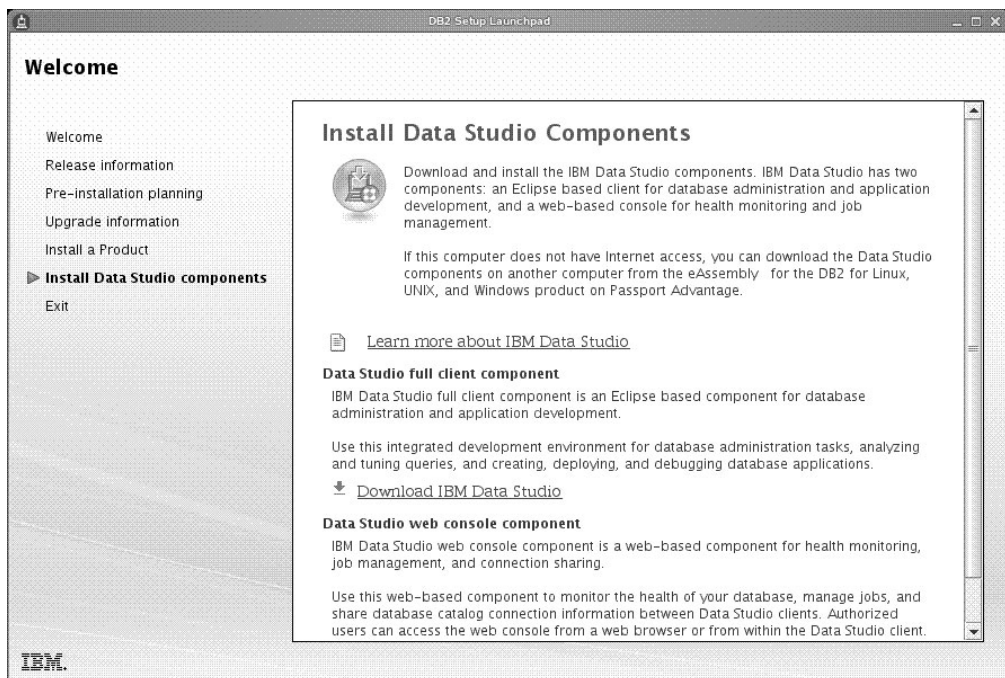 DB2 Setup Launchpad
Welcome
Welcome
Release information
Pre-installation planning
Upgrade information
Install a Product
Install Data Studio components
Exit
Install Data Studio Components
Download and install the IBM Data Studio components. IBM Data Studio has two
components: an Eclipse based client for database administration and application
development, and a web-based console for health monitoring and job
management.
If this computer does not have Internet access, you can download the Data Studio
components on another computer from the eAssembly for the DB2 for Linux,
UNIX, and Windows product on Passport Advantage.
Learn more about IBM Data Studio
Data Studio full client component
IBM Data Studio full client component is an Eclipse based component for database
administration and application development.
Use this integrated development environment for database administration tasks, analyzing
and tuning queries, and creating, deploying, and debugging database applications.
Download IBM Data Studio
Data Studio web console component
IBM Data Studio web console component is a web-based component for health monitoring,
job management, and connection sharing.
Use this web-based component to monitor the health of your database, manage jobs, and
share database catalog connection information between Data Studio clients. Authorized
users can access the web console from a web browser or from within the Data Studio client.
IBM.